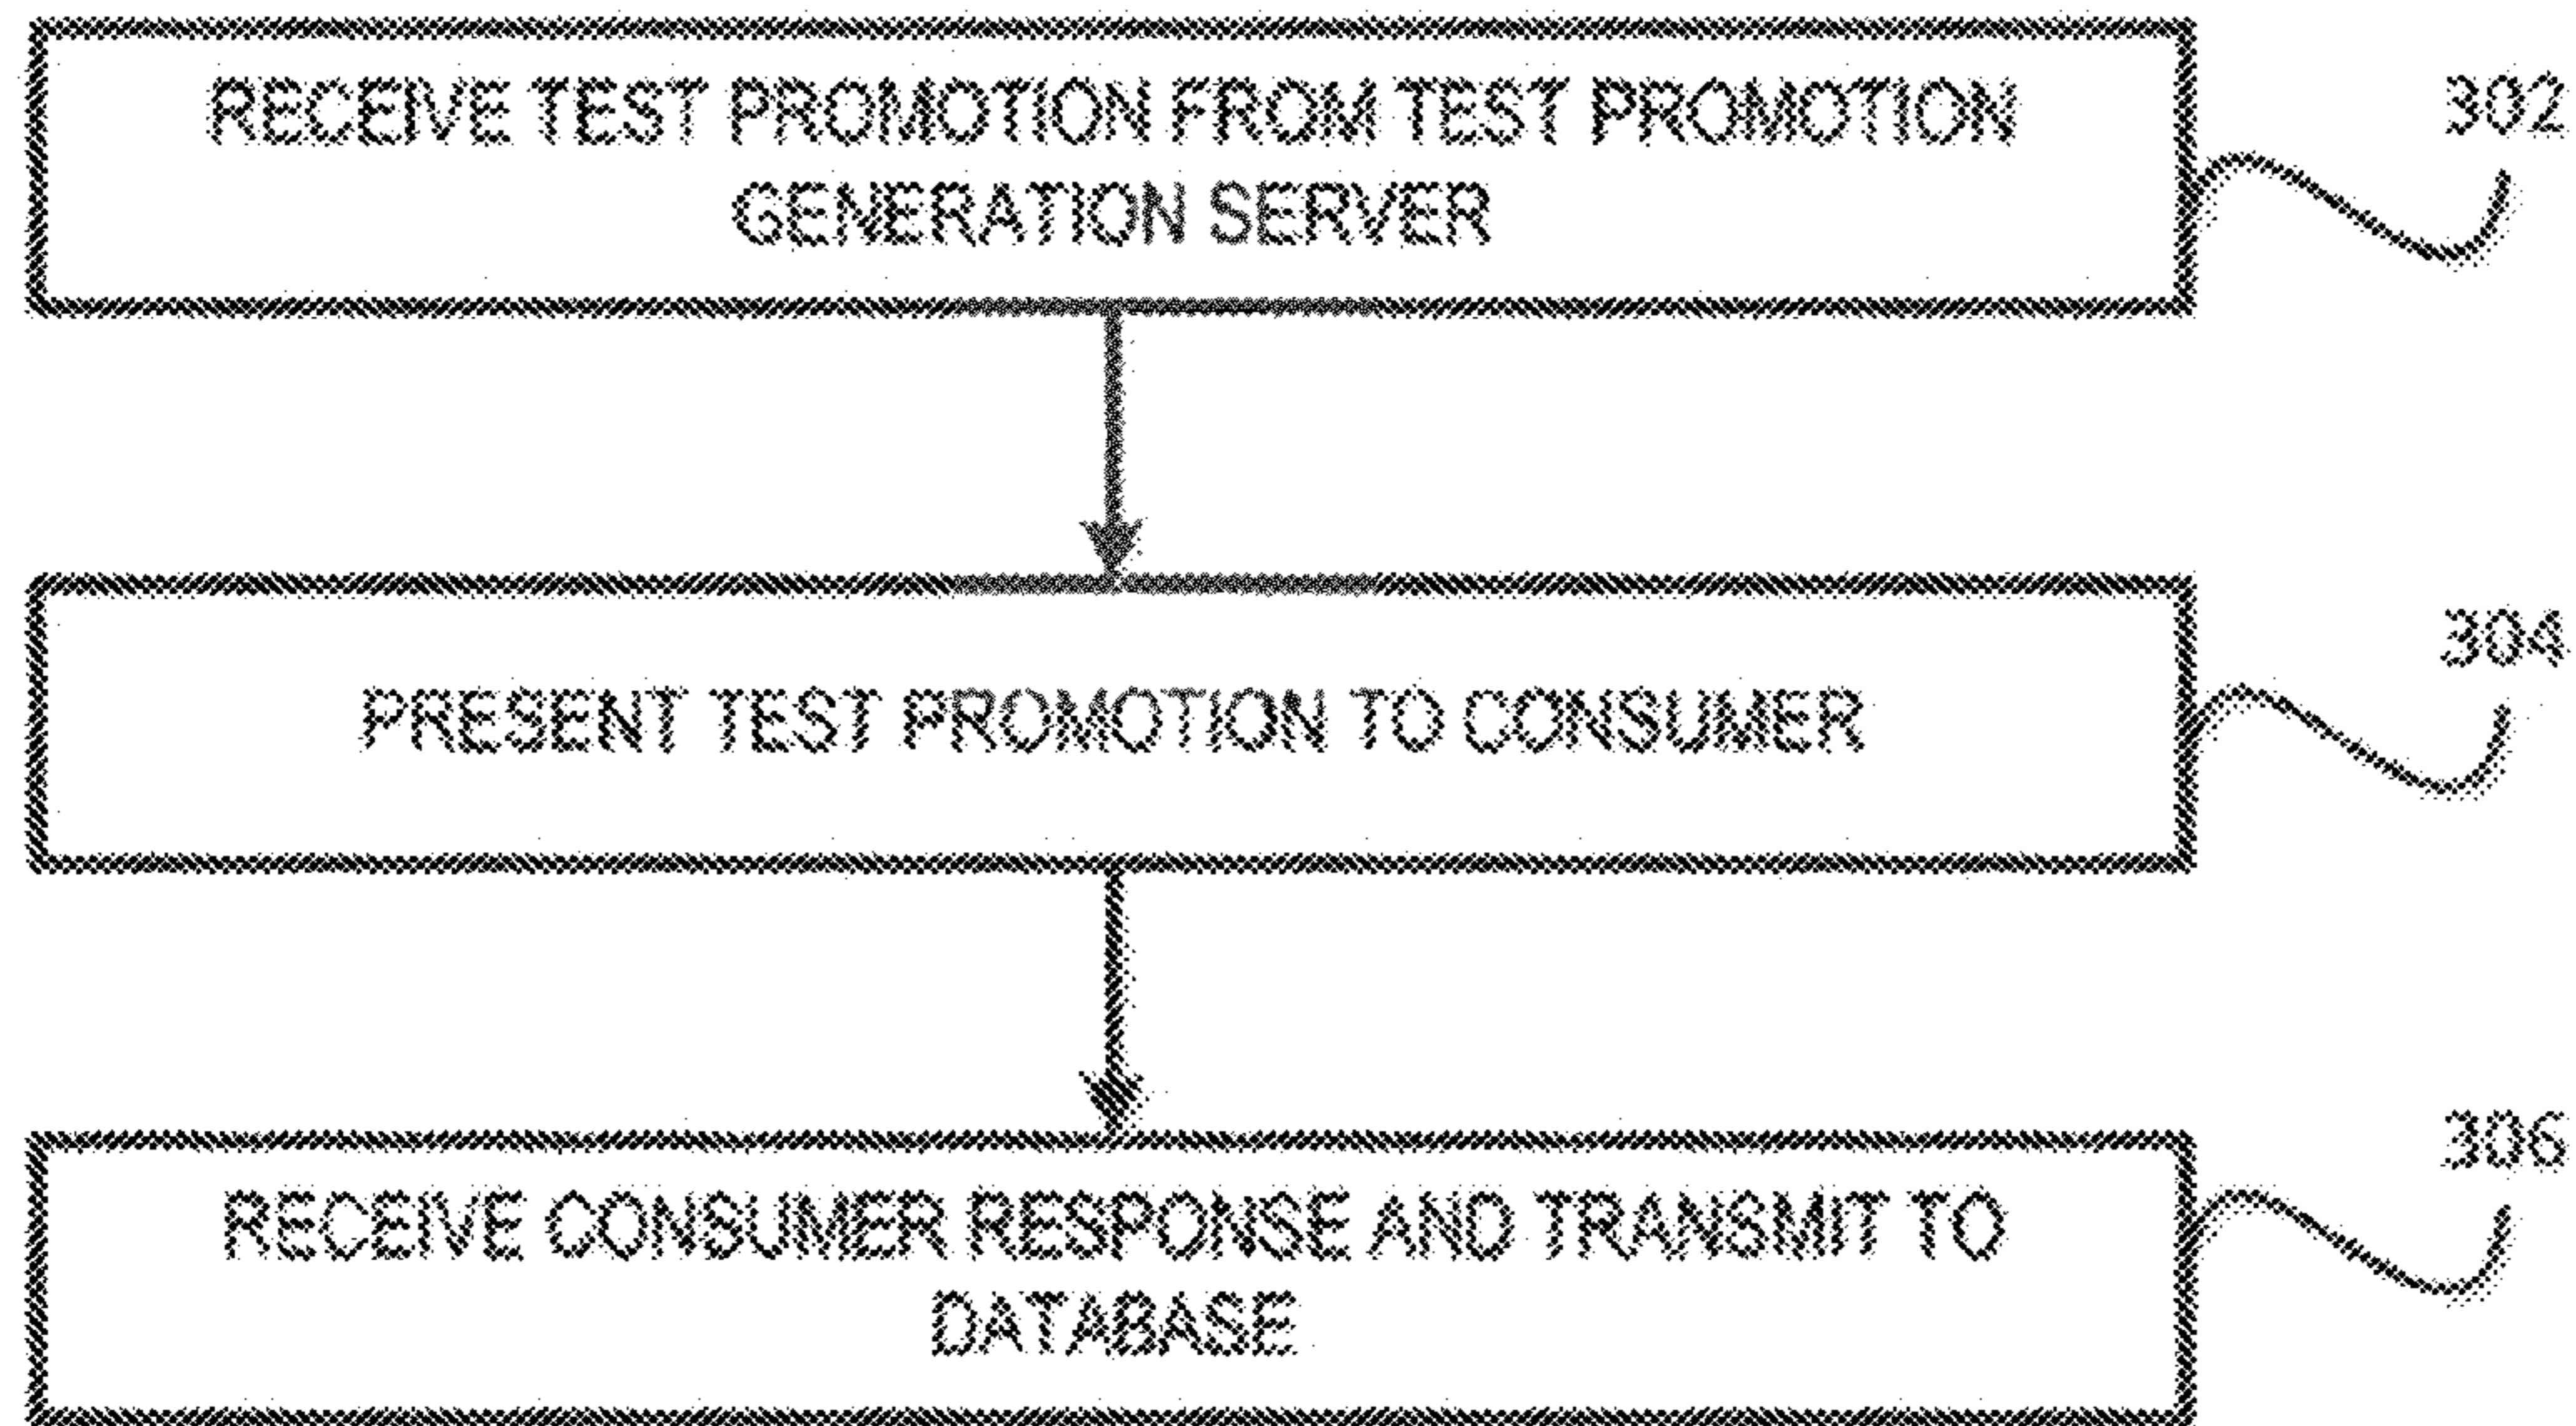 RECEIVE TEST PROMOTION FROM TEST PROMOTION
GENERATION SERVER
302
PRESENT TEST PROMOTION TO CONSUMER
304
RECEIVE CONSUMER RESPONSE AND TRANSMIT TO
DATABASE
306